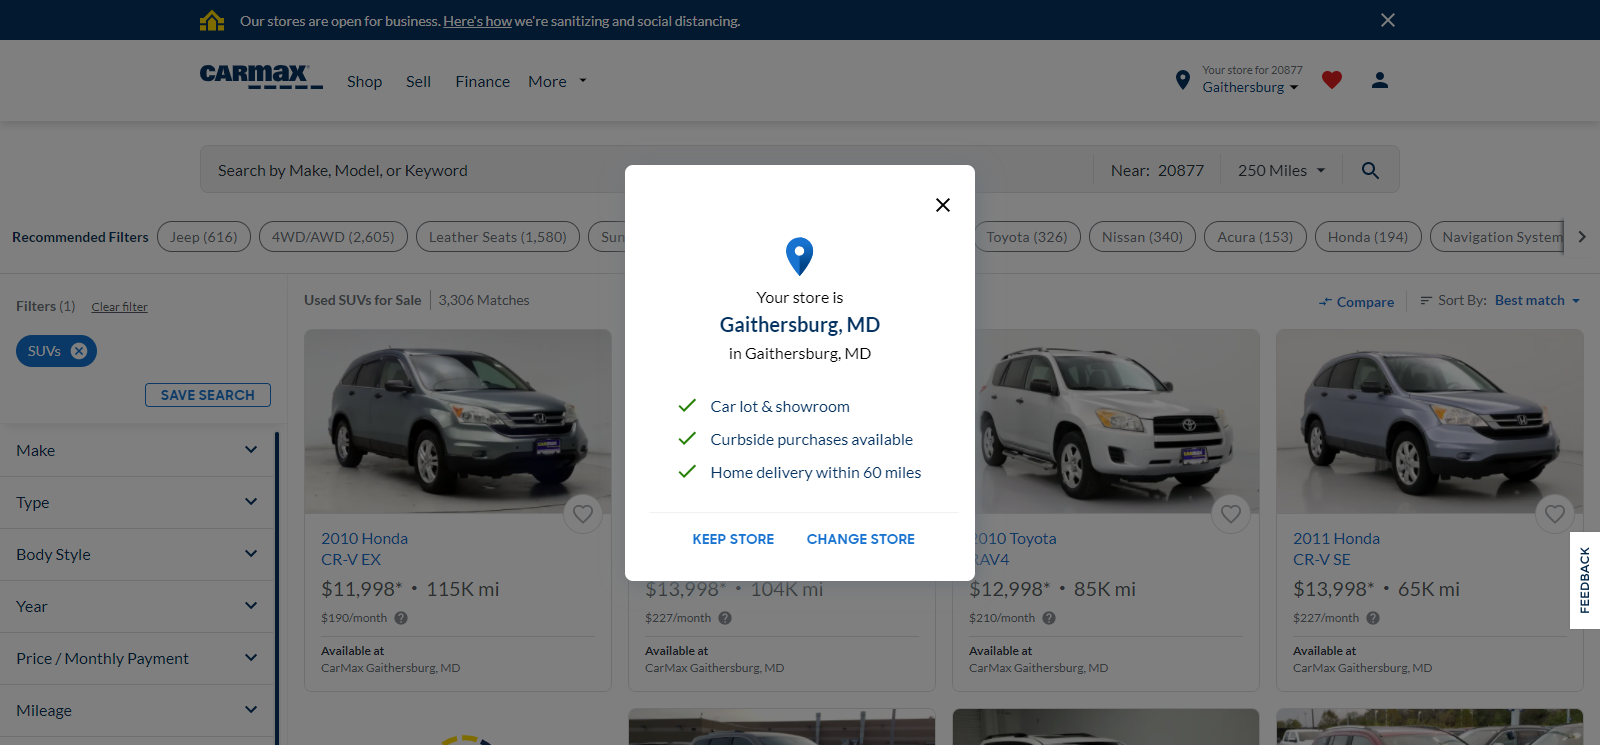 Our stores are open for business. Here's how we're sanitizing and social distancing.
CARMAX
Shop Sell Finance More
Your store for 20877
Gaithersburg
Search by Make, Model, or Keyword
Near: 20877
250 Miles
Recommended Filters
Jeep (616)
4WD/AWD (2,605)
Leather Seats (1,580)
Toyota (326)
Nissan (340)
Acura (153)
Honda (194)
Navigation System
Filters (1) Clear filter
SUVs
SAVE SEARCH
Make
Type
Body Style
Year
Price / Monthly Payment
Mileage
Used SUVs for Sale
3,306 Matches
Compare
Sort By: Best match
Your store is
Gaithersburg, MD
in Gaithersburg, MD
Car lot & showroom
Curbside purchases available
Home delivery within 60 miles
KEEP STORE CHANGE STORE
2010 Honda
CR-V EX
$11,998* • 115K mi
$190/month
Available at
CarMax Gaithersburg, MD
$13,998* • 104K mi
$227/month
Available at
CarMax Gaithersburg, MD
2010 Toyota
RAV4
$12,998* • 85K mi
$210/month
Available at
CarMax Gaithersburg, MD
2011 Honda
CR-V SE
$13,998* • 65K mi
$227/month
Available at
CarMax Gaithersburg, MD
FEEDBACK